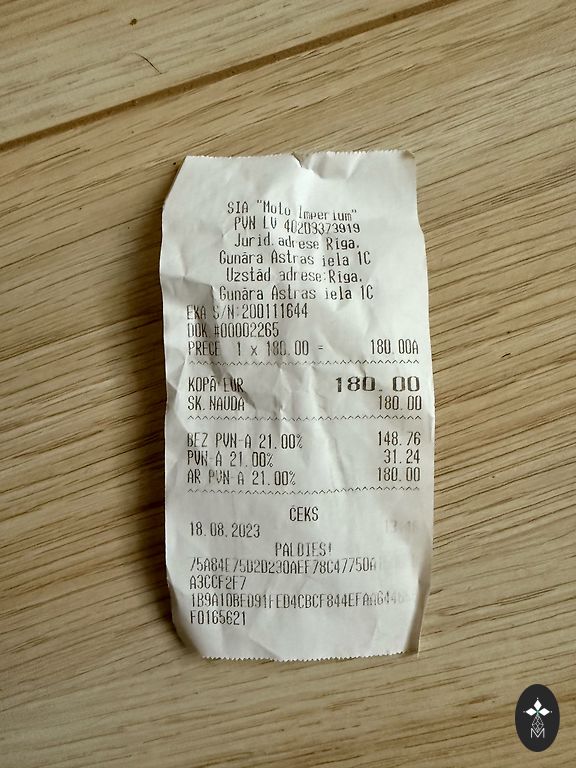 SIA "Moto Imperium"
PVN LV 40203373919
Jurid.adrese Rīga,
Gunāra Astras iela 1C
Uzstād.adrese:Rīga,
Gunāra Astras iela 1C
EKA S/N:200111644
DOK #00002265
PRECE 1 x 180.00 = 180.00A
KOPĀ EUR 180.00
SK.NAUDA 180.00
BEZ PVN-A 21.00% 148.76
PVN-A 21.00% 31.24
AR PVN-A 21.00% 180.00
ČEKS
18.08.2023
PALDIES!
A3CCF2F7
F0165621
M